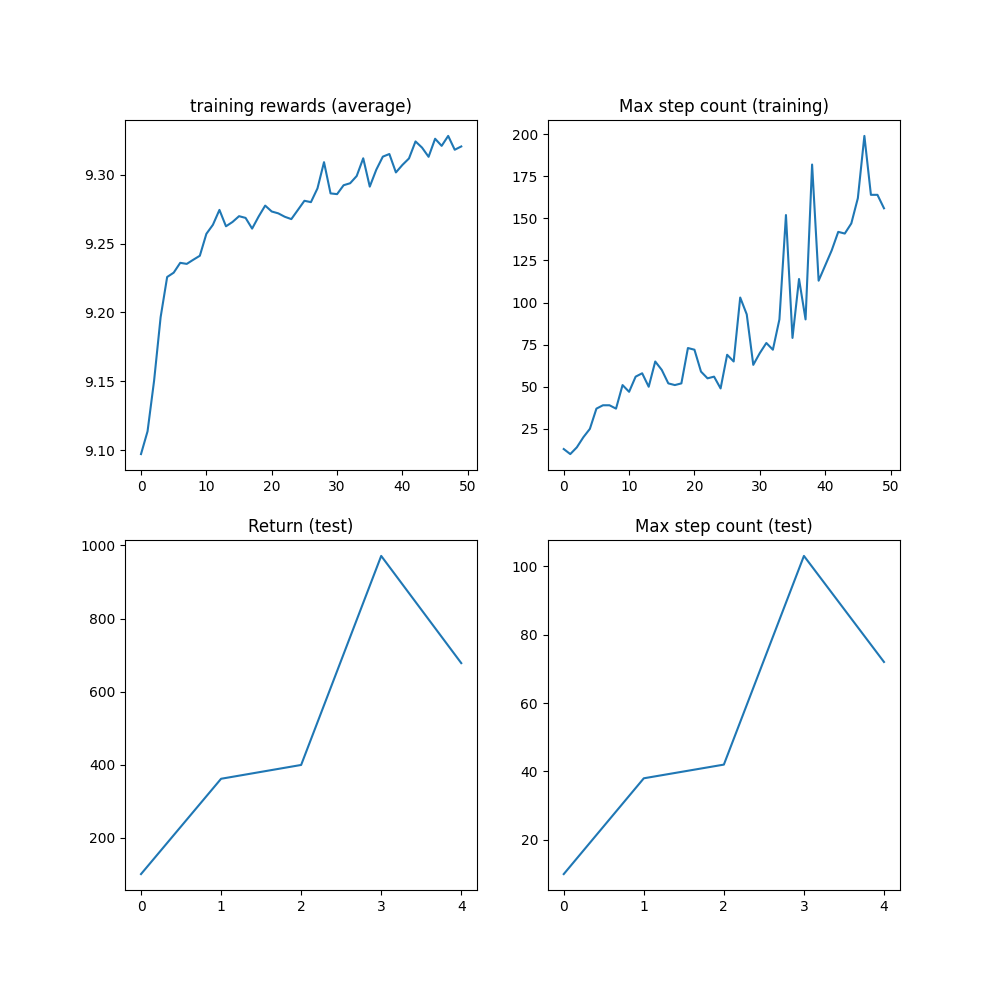 training rewards (average)
9.30
9.25
9.20
9.15
9.10
0 10 20 30 40 50
Max step count (training)
200
175
150
125
100
75
50
25
0 10 20 30 40 50
Return (test)
1000
800
600
400
200
0 1 2 3 4
Max step count (test)
100
80
60
40
20
0 1 2 3 4